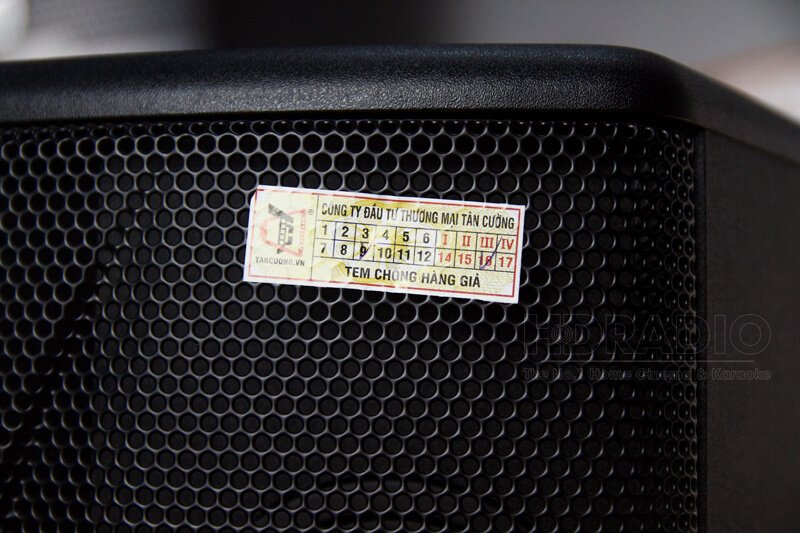 CÔNG TY ĐẦU TƯ THƯƠNG MẠI TÂN CƯỜNG
®
1 2 3 4 5 6 I II III IV
7 8 9 10 11 12 14 15 16 17
TANCUONG.VN
TEM CHỐNG HÀNG GIẢ
HDRADIO
The No.1 Home Cinema & Karaoke